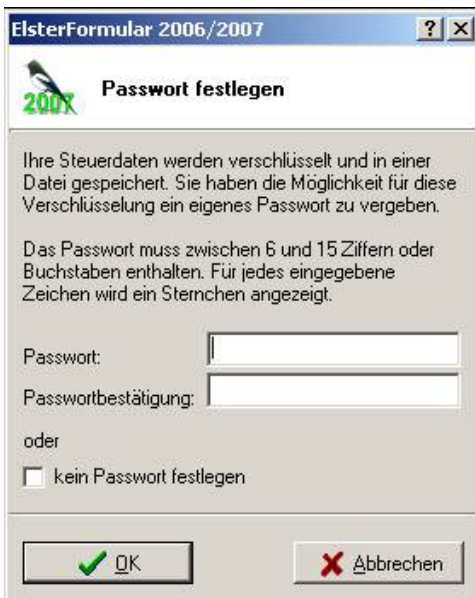 ElsterFormular 2006/2007
?
X
2007
Passwort festlegen
Ihre Steuerdaten werden verschlüsselt und in einer
Datei gespeichert. Sie haben die Möglichkeit für diese
Verschlüsselung ein eigenes Passwort zu vergeben.
Das Passwort muss zwischen 6 und 15 Ziffern oder
Buchstaben enthalten. Für jedes eingegebene
Zeichen wird ein Sternchen angezeigt.
Passwort:
Passwortbestätigung:
oder
kein Passwort festlegen
OK
Abbrechen